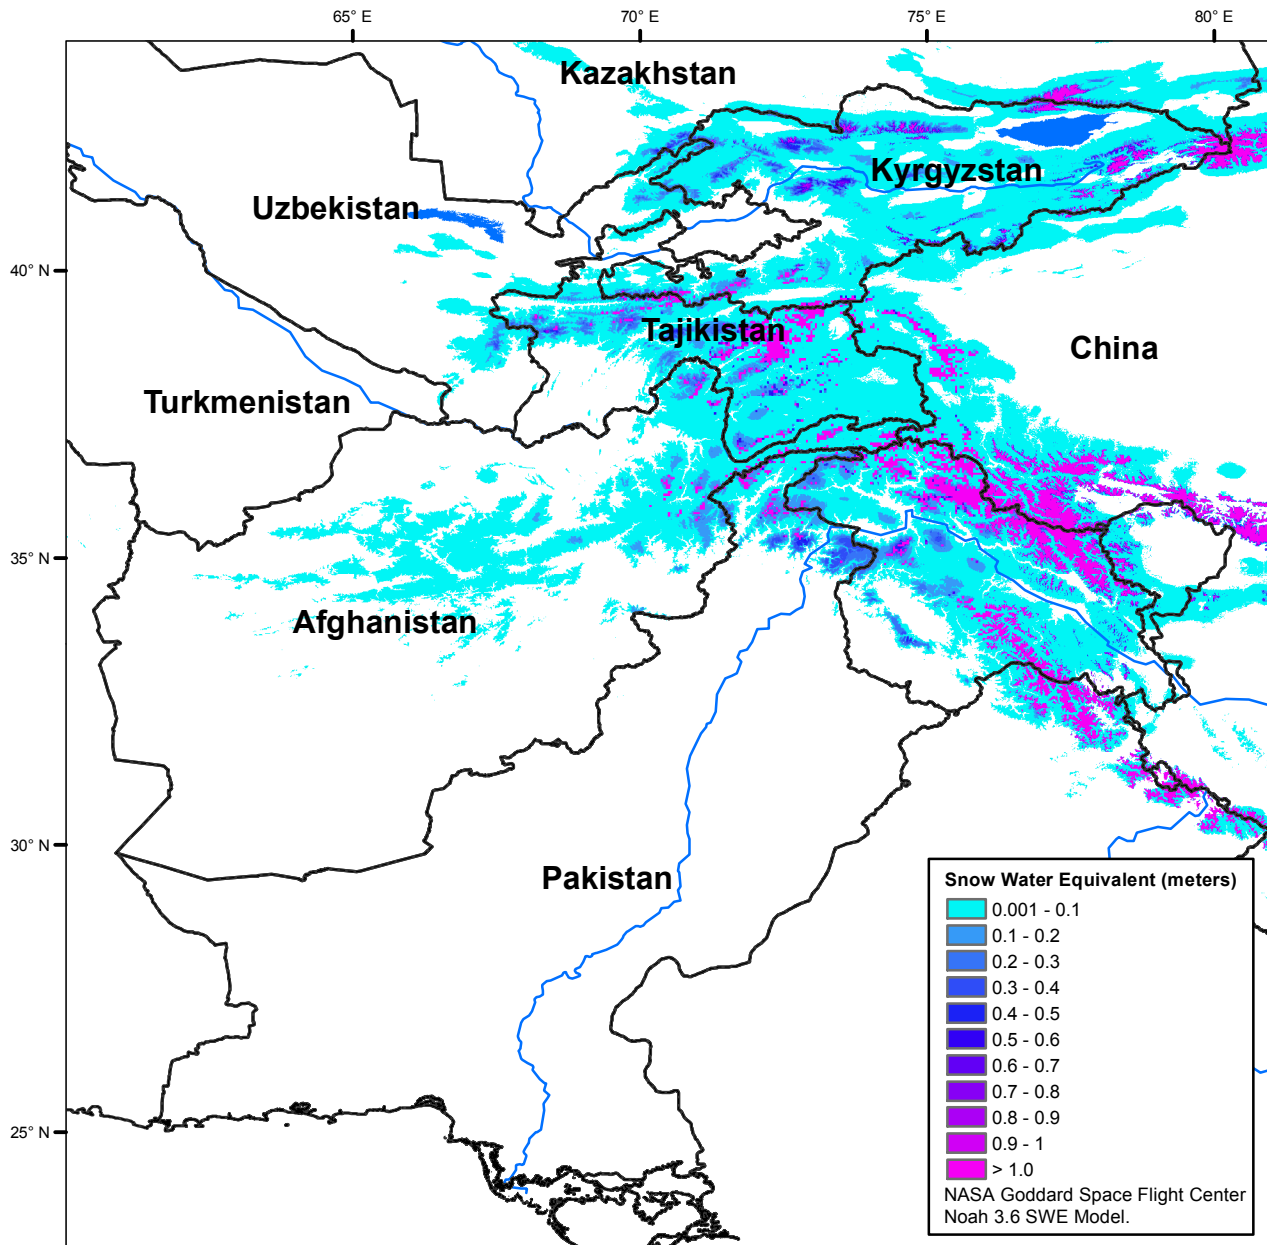 65° E
70° E
75° E
80° E
Kazakhstan
Kyrgyzstan
Uzbekistan
40° N
Tajikistan
China
Turkmenistan
35° N
Afghanistan
30° N
Pakistan
25° N
Snow Water Equivalent (meters)
0.001 - 0.1
0.1 - 0.2
0.2 - 0.3
0.3 - 0.4
0.4 - 0.5
0.5 - 0.6
0.6 - 0.7
0.7 - 0.8
0.8 - 0.9
0.9 - 1
> 1.0
NASA Goddard Space Flight Center
Noah 3.6 SWE Model.